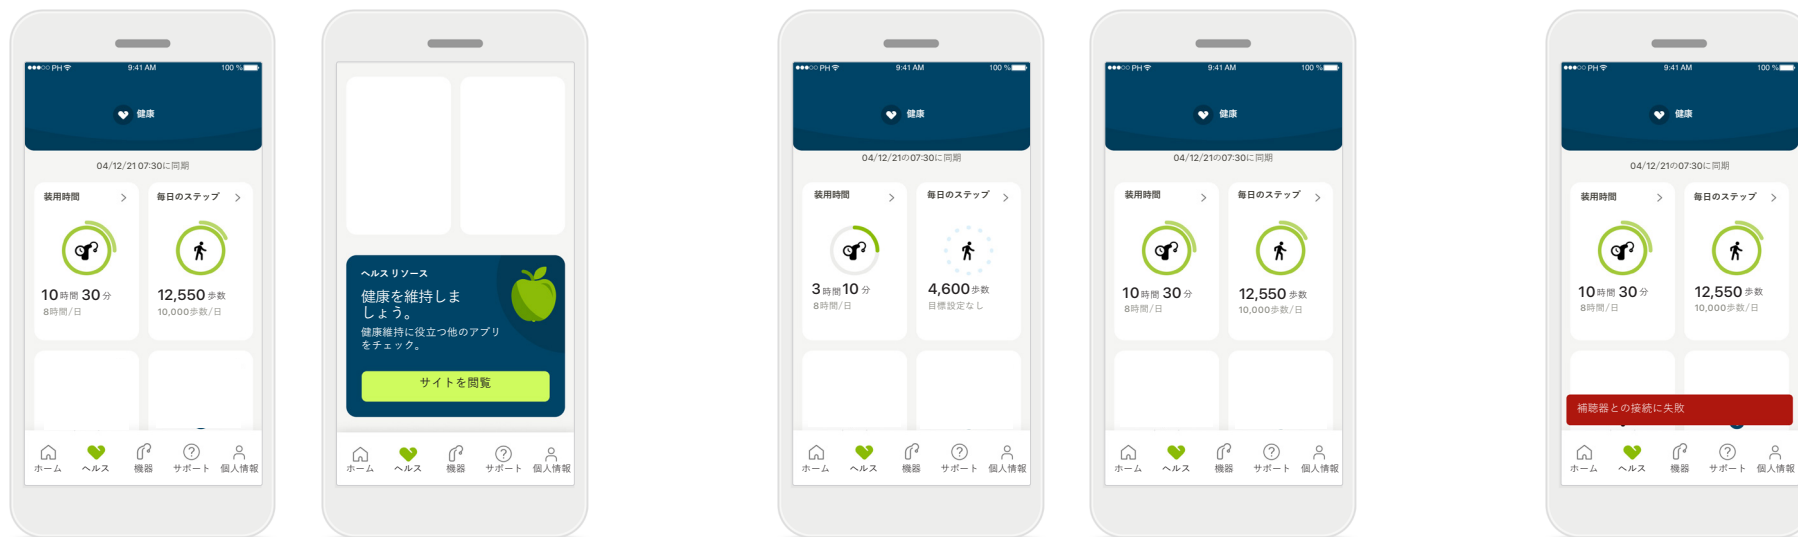 ●●●○○ PH 9:41 AM 100 %
健康
04/12/21 07:30に同期
装用時間
毎日のステップ
10時間 30 分
12,550 歩数
8時間/日
10,000歩数/日
ホーム ヘルス 機器 サポート 個人情報
ヘルス リソース
健康を維持しま
しょう。
健康維持に役立つ他のアプリ
をチェック。
サイトを閲覧
ホーム ヘルス 機器 サポート 個人情報
●●●○○ PH 9:41 AM 100 %
健康
04/12/21の07:30に同期
装用時間
毎日のステップ
3時間10 分
4,600歩数
8時間/日
目標設定なし
ホーム ヘルス 機器 サポート 個人情報
●●●○○ PH 9:41 AM 100 %
健康
04/12/21の07:30に同期
装用時間
毎日のステップ
10時間 30 分
12,550 歩数
8時間/日
10,000歩数/日
ホーム ヘルス 機器 サポート 個人情報
●●●○○ PH 9:41 AM 100 %
健康
04/12/21の07:30に同期
装用時間
毎日のステップ
10時間 30 分
12,550 歩数
8時間/日
10,000歩数/日
補聴器との接続に失敗
ホーム ヘルス 機器 サポート 個人情報